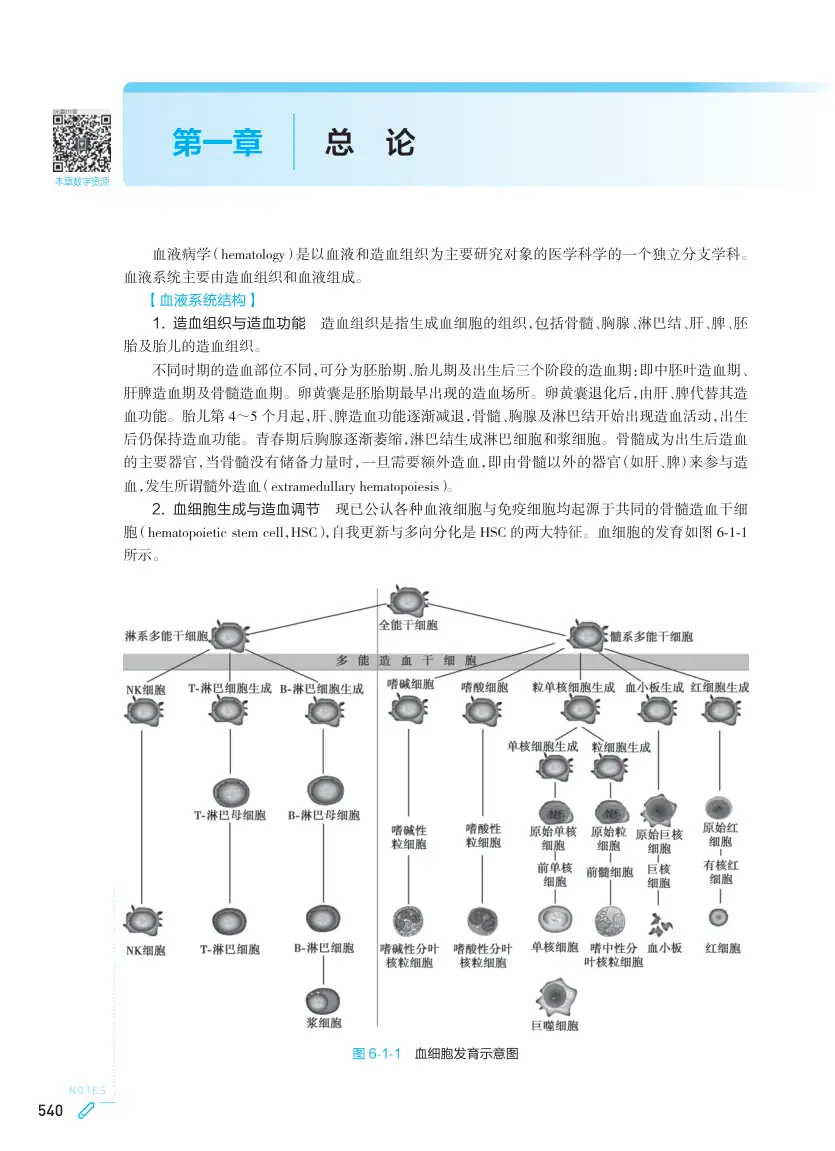 06篇01章
本章数字资源
第一章 总 论
血液病学(hematology)是以血液和造血组织为主要研究对象的医学科学的一个独立分支学科。
血液系统主要由造血组织和血液组成。
【血液系统结构】
1. 造血组织与造血功能 造血组织是指生成血细胞的组织,包括骨髓、胸腺、淋巴结、肝、脾、胚
胎及胎儿的造血组织。
不同时期的造血部位不同,可分为胚胎期、胎儿期及出生后三个阶段的造血期:即中胚叶造血期、
肝脾造血期及骨髓造血期。卵黄囊是胚胎期最早出现的造血场所。卵黄囊退化后,由肝、脾代替其造
血功能。胎儿第 4~5 个月起,肝、脾造血功能逐渐减退,骨髓、胸腺及淋巴结开始出现造血活动,出生
后仍保持造血功能。青春期后胸腺逐渐萎缩,淋巴结生成淋巴细胞和浆细胞。骨髓成为出生后造血
的主要器官,当骨髓没有储备力量时,一旦需要额外造血,即由骨髓以外的器官(如肝、脾)来参与造
血,发生所谓髓外造血(extramedullary hematopoiesis)。
2. 血细胞生成与造血调节 现已公认各种血液细胞与免疫细胞均起源于共同的骨髓造血干细
胞(hematopoietic stem cell,HSC),自我更新与多向分化是 HSC 的两大特征。血细胞的发育如图 6-1-1
所示。
全能干细胞
淋系多能干细胞 髓系多能干细胞
多能造血干细胞
NK细胞 T-淋巴细胞生成 B-淋巴细胞生成 嗜碱细胞 嗜酸细胞 粒单核细胞生成 血小板生成 红细胞生成
单核细胞生成 粒细胞生成
T-淋巴母细胞 B-淋巴母细胞 嗜碱性 嗜酸性 原始单核 原始粒 原始巨核 原始红
粒细胞 粒细胞 细胞 细胞 细胞 细胞
前单核 前髓细胞 巨核 有核红
细胞 细胞 细胞
NK细胞 T-淋巴细胞 B-淋巴细胞 嗜碱性分叶 嗜酸性分叶 单核细胞 嗜中性分 血小板 红细胞
核粒细胞 核粒细胞 叶核粒细胞
浆细胞 巨噬细胞
图 6-1-1 血细胞发育示意图
NOTES
540